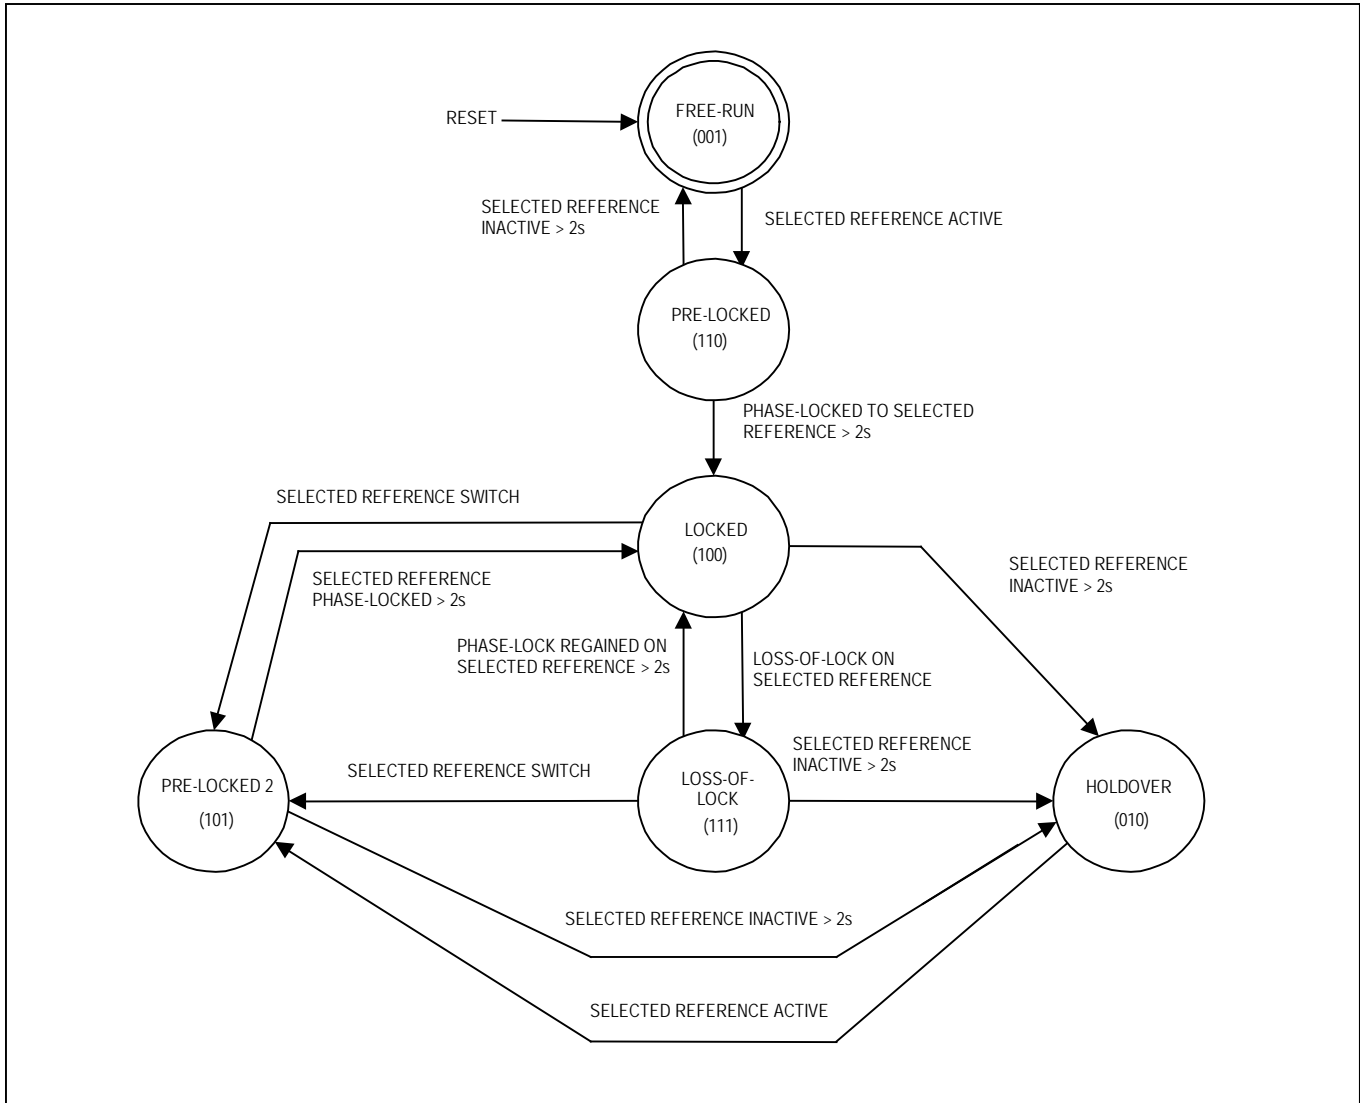 FREE-RUN
(001)
RESET
SELECTED REFERENCE
INACTIVE > 2s
SELECTED REFERENCE ACTIVE
PRE-LOCKED
(110)
PHASE-LOCKED TO SELECTED
REFERENCE > 2s
SELECTED REFERENCE SWITCH
LOCKED
(100)
SELECTED REFERENCE
PHASE-LOCKED > 2s
SELECTED REFERENCE
INACTIVE > 2s
PHASE-LOCK REGAINED ON
SELECTED REFERENCE > 2s
LOSS-OF-LOCK ON
SELECTED REFERENCE
SELECTED REFERENCE
INACTIVE > 2s
SELECTED REFERENCE SWITCH
PRE-LOCKED 2
(101)
LOSS-OF-
LOCK
(111)
HOLDOVER
(010)
SELECTED REFERENCE INACTIVE > 2s
SELECTED REFERENCE ACTIVE